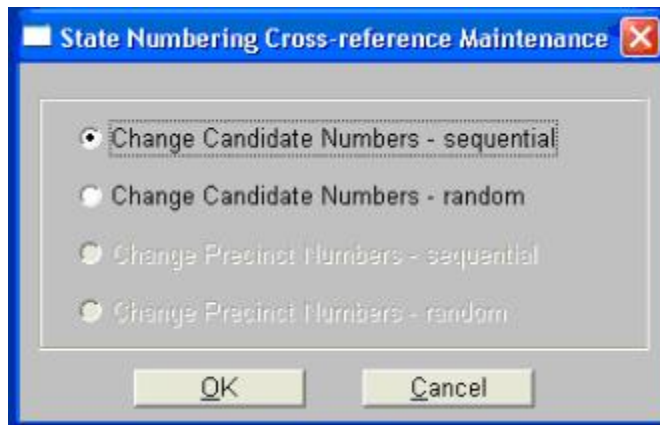 State Numbering Cross-reference Maintenance
Change Candidate Numbers - sequential
Change Candidate Numbers - random
Change Precinct Numbers - sequential
Change Precinct Numbers - random
OK
Cancel